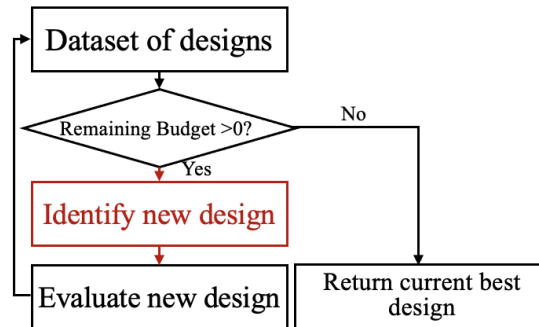 Dataset of designs
Remaining Budget >0?
No
Yes
Identify new design
Evaluate new design
Return current best
design